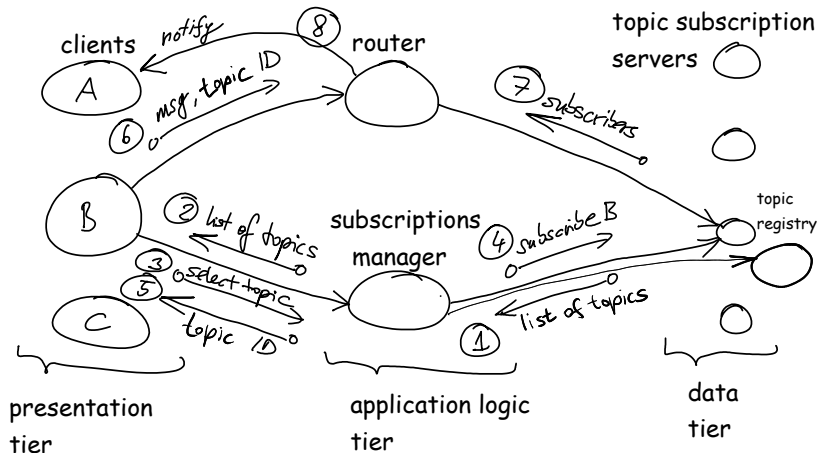 8
topic subscription
servers
clients
notify
router
A
msg, topic ID
7
subscribers
6
B
2
list of topics
subscriptions
manager
4
subscribe B
topic
registry
3
select topic
5
topic ID
C
1
list of topics
presentation
tier
application logic
tier
data
tier